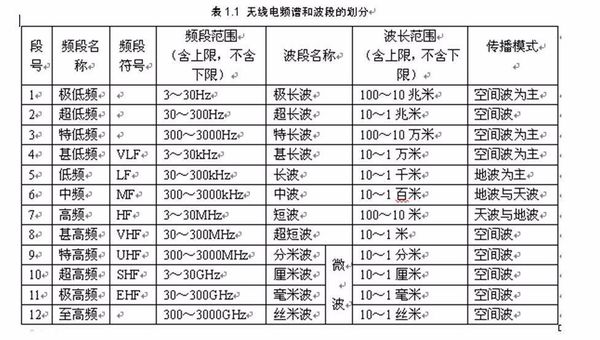 表 1.1 无线电频谱和波段的划分
段号 频段名称 频段符号 频段范围（含上限，不含下限） 波段名称 波长范围（含上限，不含下限） 传播模式
1 极低频 3～30Hz 极长波 100～10 兆米 空间波为主
2 超低频 30～300Hz 超长波 10～1 兆米 空间波
3 特低频 300～3000Hz 特长波 100～10 万米 空间波为主
4 甚低频 VLF 3～30kHz 甚长波 10～1 万米 空间波为主
5 低频 LF 30～300kHz 长波 10～1 千米 地波为主
6 中频 MF 300～3000kHz 中波 10～1 百米 地波与天波
7 高频 HF 3～30MHz 短波 100～10 米 天波与地波
8 甚高频 VHF 30～300MHz 超短波 10～1 米 空间波
9 特高频 UHF 300～3000MHz 分米波 微波 10～1 分米 空间波
10 超高频 SHF 3～30GHz 厘米波 10～1 厘米 空间波
11 极高频 EHF 30～300GHz 毫米波 10～1 毫米 空间波
12 至高频 300～3000GHz 丝米波 10～1 丝米 空间波